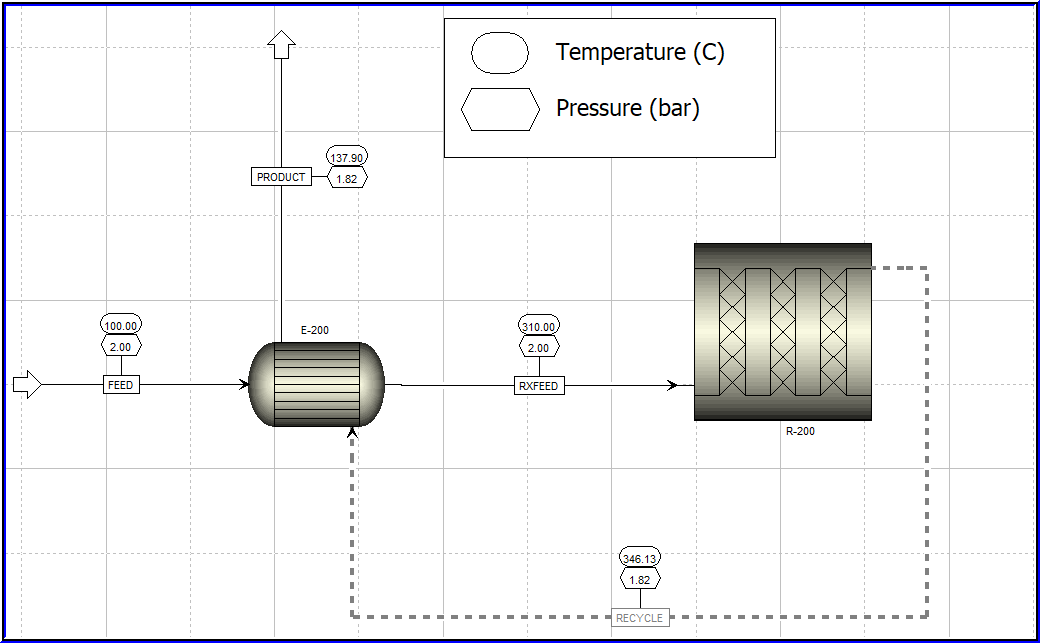 Temperature (C)
Pressure (bar)
137.90
PRODUCT
1.82
100.00
2.00
FEED
E-200
310.00
2.00
RXFEED
R-200
346.13
1.82
RECYCLE